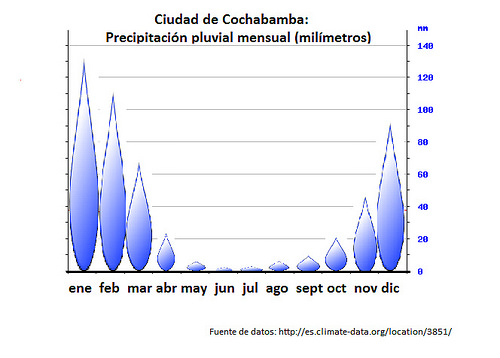 Ciudad de Cochabamba:
Precipitación pluvial mensual (milímetros)
mm
140
120
100
80
60
40
20
0
ene feb mar abr may jun jul ago sept oct nov dic
Fuente de datos: http://es.climate-data.org/location/3851/